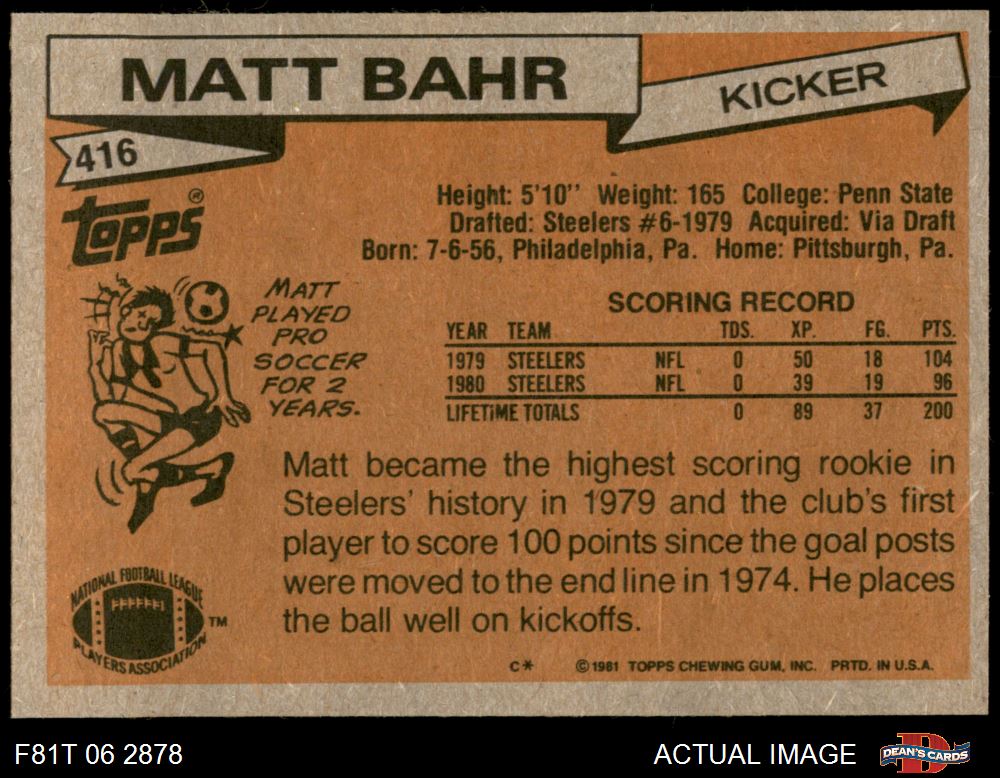 MATT BAHR
KICKER
416
TOPPS®
Height: 5'10'' Weight: 165 College: Penn State
Drafted: Steelers #6-1979 Acquired: Via Draft
Born: 7-6-56, Philadelphia, Pa. Home: Pittsburgh, Pa.
MATT
PLAYED
PRO
SOCCER
FOR 2
YEARS.
SCORING RECORD
YEAR TEAM TDS. XP. FG. PTS.
1979 STEELERS NFL 0 50 18 104
1980 STEELERS NFL 0 39 19 96
LIFETIME TOTALS 0 89 37 200
Matt became the highest scoring rookie in
Steelers' history in 1979 and the club's first
player to score 100 points since the goal posts
were moved to the end line in 1974. He places
the ball well on kickoffs.
NATIONAL FOOTBALL LEAGUE
PLAYERS ASSOCIATION
TM
C* ©1981 TOPPS CHEWING GUM, INC. PRTD. IN U.S.A.
F81T 06 2878
ACTUAL IMAGE
D
DEAN'S CARDS